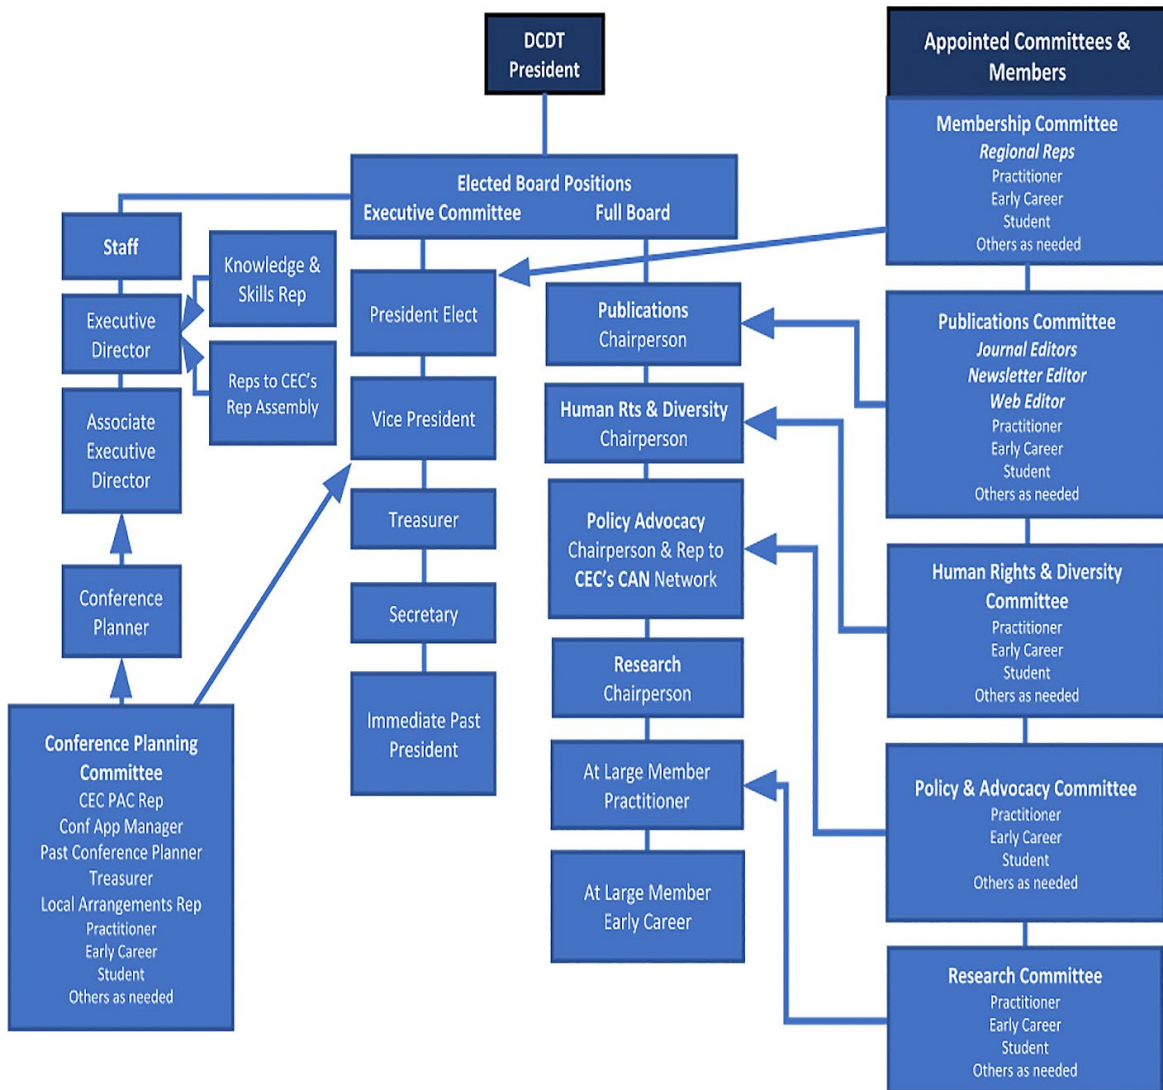 DCDT
President
Elected Board Positions
Executive Committee Full Board
Staff
Executive
Director
Associate
Executive
Director
Conference
Planner
Conference Planning
Committee
CEC PAC Rep
Conf App Manager
Past Conference Planner
Treasurer
Local Arrangements Rep
Practitioner
Early Career
Student
Others as needed
Knowledge &
Skills Rep
Reps to CEC's
Rep Assembly
President Elect
Vice President
Treasurer
Secretary
Immediate Past
President
Publications
Chairperson
Human Rts & Diversity
Chairperson
Policy Advocacy
Chairperson & Rep to
CEC's CAN Network
Research
Chairperson
At Large Member
Practitioner
At Large Member
Early Career
Appointed Committees &
Members
Membership Committee
Regional Reps
Practitioner
Early Career
Student
Others as needed
Publications Committee
Journal Editors
Newsletter Editor
Web Editor
Practitioner
Early Career
Student
Others as needed
Human Rights & Diversity
Committee
Practitioner
Early Career
Student
Others as needed
Policy & Advocacy Committee
Practitioner
Early Career
Student
Others as needed
Research Committee
Practitioner
Early Career
Student
Others as needed